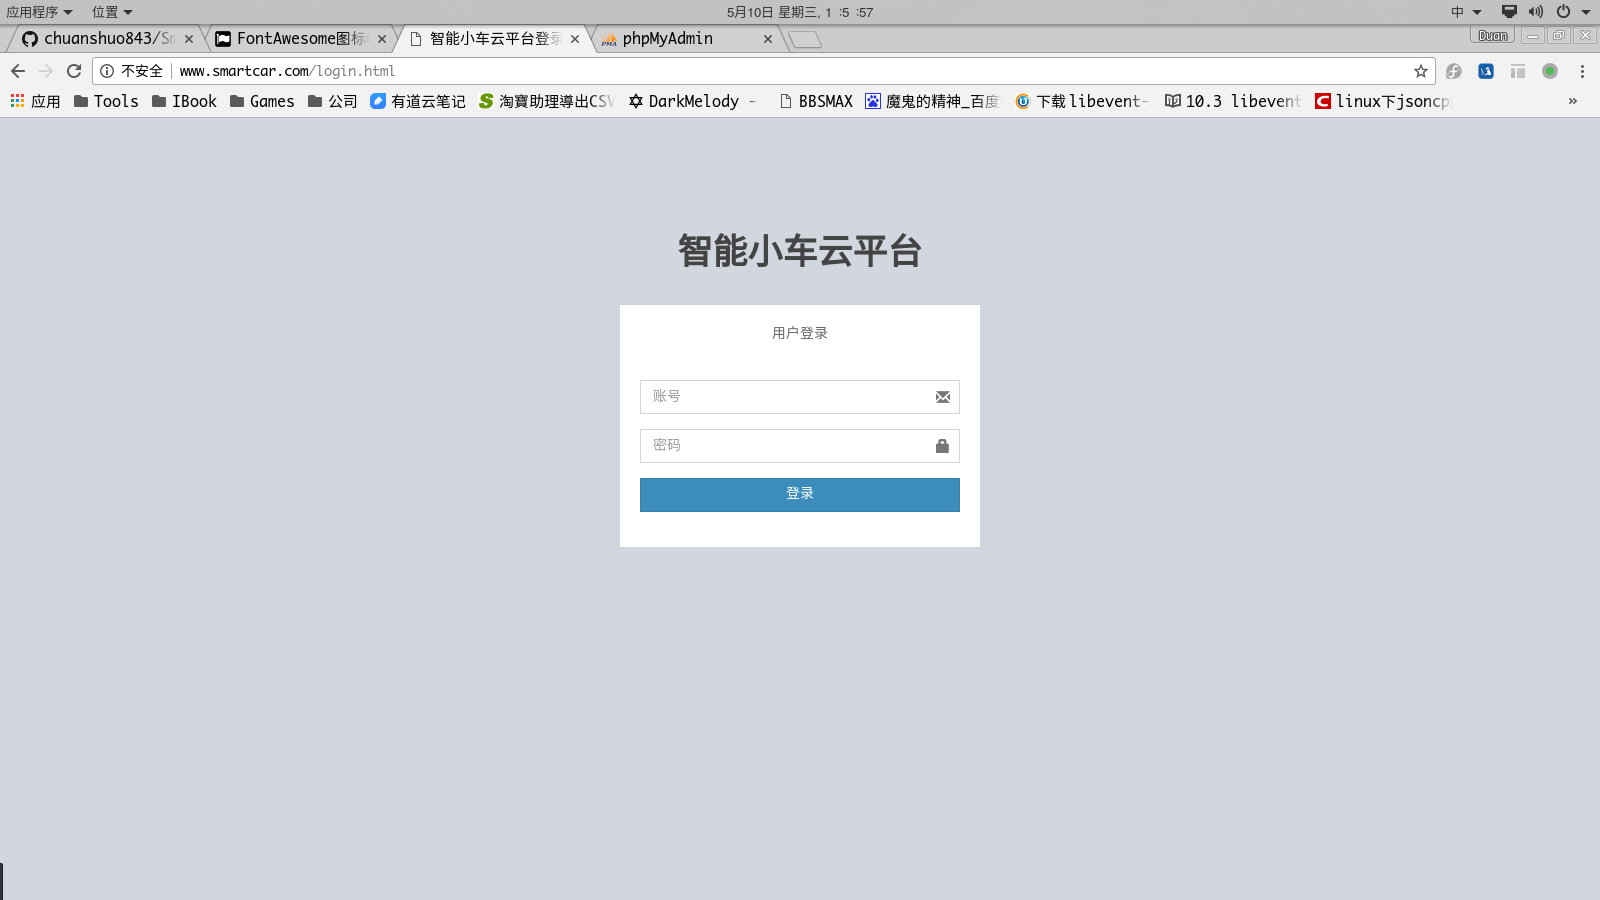 应用程序 位置 5月10日 星期三, 1 :5 :57 中
chuanshuo843/Sm FontAwesome图标 智能小车云平台登录 phpMyAdmin Duan
不安全 www.smartcar.com/login.html
应用 Tools IBook Games 公司 有道云笔记 淘寶助理導出CSV DarkMelody - BBSMAX 魔鬼的精神_百度 下载libevent- 10.3 libevent linux下jsoncp »
智能小车云平台
用户登录
账号
密码
登录